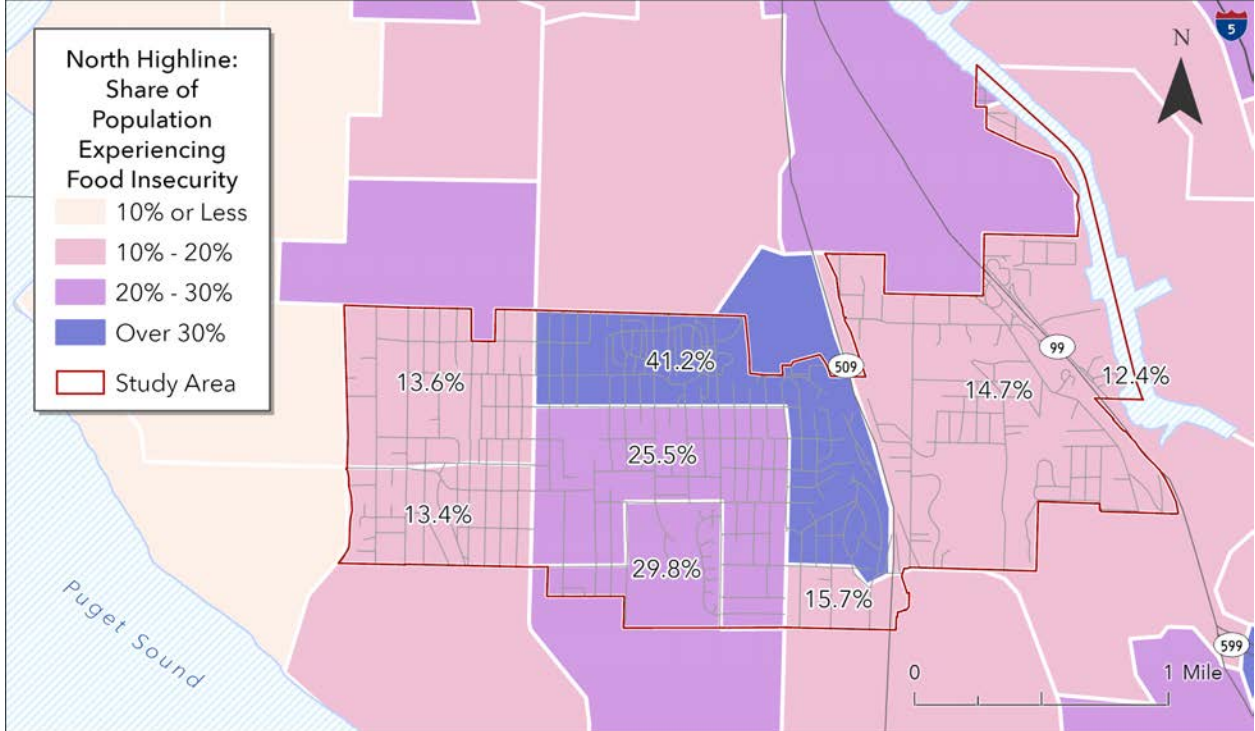 North Highline:
Share of
Population
Experiencing
Food Insecurity
10% or Less
10% - 20%
20% - 30%
Over 30%
Study Area
5
N
41.2%
509
99
13.6%
14.7%
12.4%
25.5%
13.4%
29.8%
15.7%
Puget Sound
599
0
1 Mile